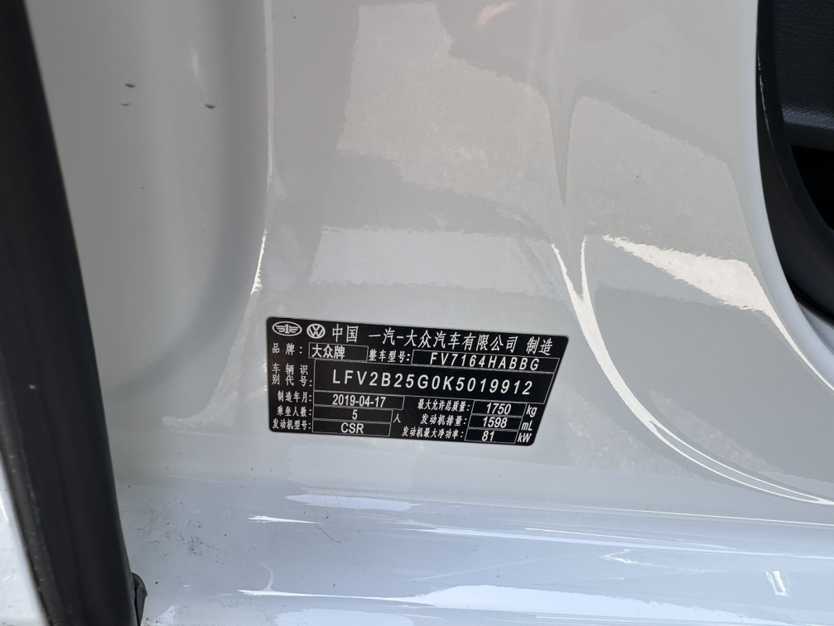 中国 一汽-大众汽车有限公司 制造
品牌: 大众牌 整车型号: FV7164HABBG
车辆识别代号: LFV2B25G0K5019912
制造年月: 2019-04-17 最大允许总质量: 1750 kg
乘坐人数: 5 人 发动机排量: 1598 mL
发动机型号: CSR 发动机最大净功率: 81 kW